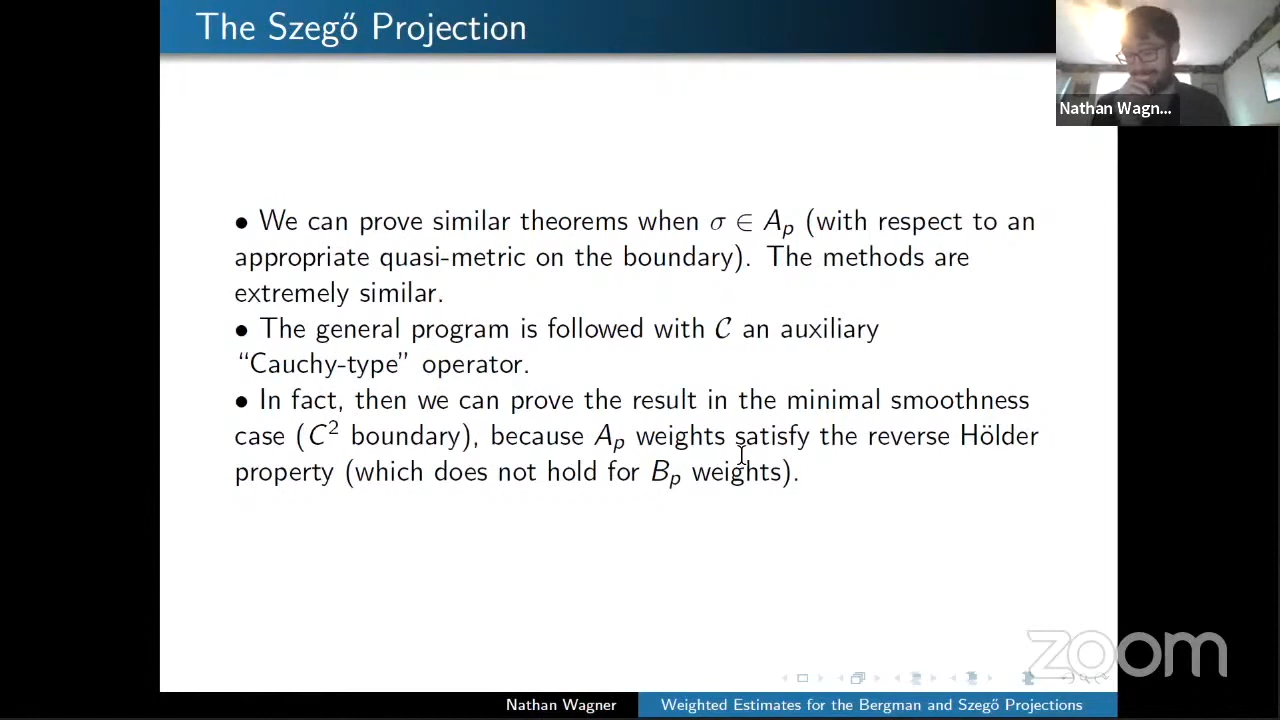 The Szegő Projection
Nathan Wagn...
• We can prove similar theorems when σ ∈ Aₚ (with respect to an
appropriate quasi-metric on the boundary). The methods are
extremely similar.
• The general program is followed with 𝒞 an auxiliary
“Cauchy-type” operator.
• In fact, then we can prove the result in the minimal smoothness
case (C² boundary), because Aₚ weights satisfy the reverse Hölder
property (which does not hold for Bₚ weights).
zoom
Nathan Wagner
Weighted Estimates for the Bergman and Szegő Projections